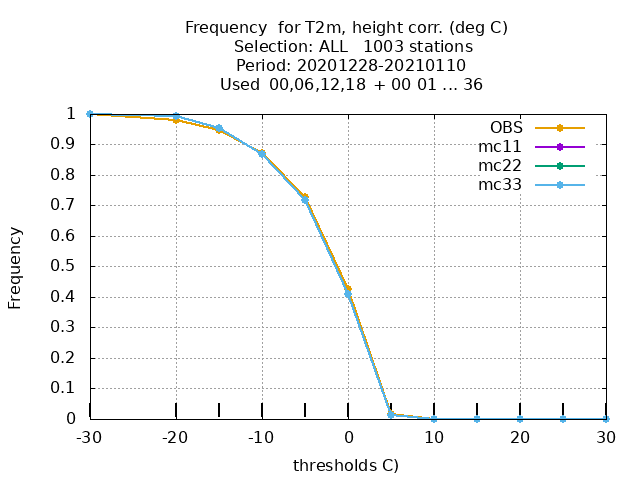 Frequency  for T2m, height corr. (deg C)
Selection: ALL   1003 stations
Period: 20201228-20210110
Used  00,06,12,18  + 00 01 ... 36
OBS
mc11
mc22
mc33
Frequency
1
0.9
0.8
0.7
0.6
0.5
0.4
0.3
0.2
0.1
0
-30 -20 -10 0 10 20 30
thresholds C)